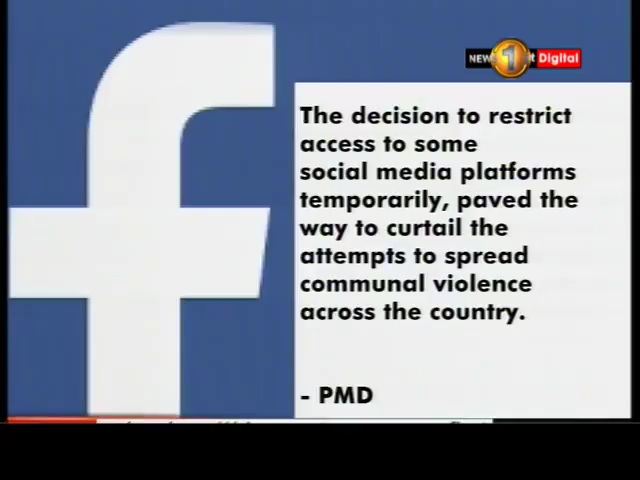 NEWS 1st Digital
The decision to restrict
access to some
social media platforms
temporarily, paved the
way to curtail the
attempts to spread
communal violence
across the country.
- PMD